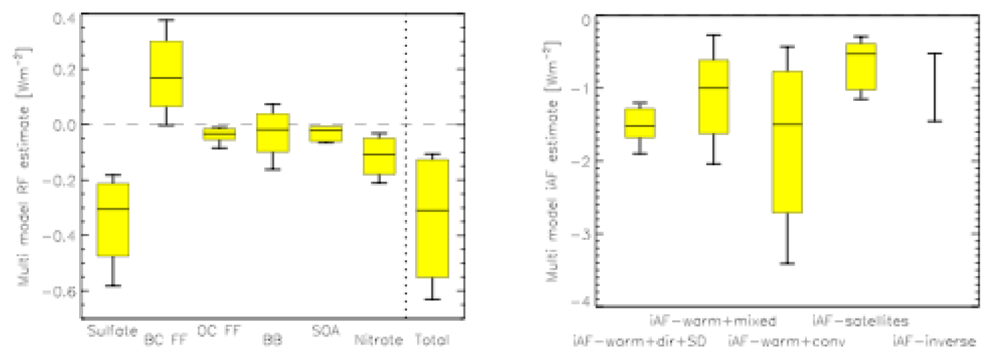 Multi model RF estimate [Wm⁻²]
0.4
0.2
0.0
−0.2
−0.4
−0.6
Sulfate
BC FF
OC FF
BB
SOA
Nitrate
Total
Multi model iAF estimate [Wm⁻²]
0
−1
−2
−3
−4
iAF−warm+mixed
iAF−satellites
iAF−warm+dir+SD
iAF−warm+conv
iAF−inverse